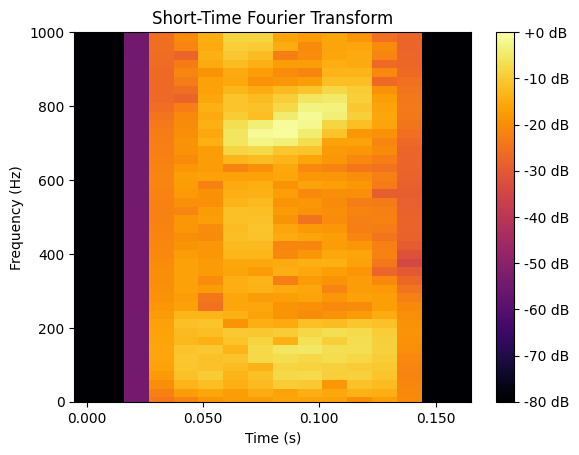 Short-Time Fourier Transform
1000
800
600
400
200
0
Frequency (Hz)
0.000
0.050
0.100
0.150
Time (s)
+0 dB
-10 dB
-20 dB
-30 dB
-40 dB
-50 dB
-60 dB
-70 dB
-80 dB